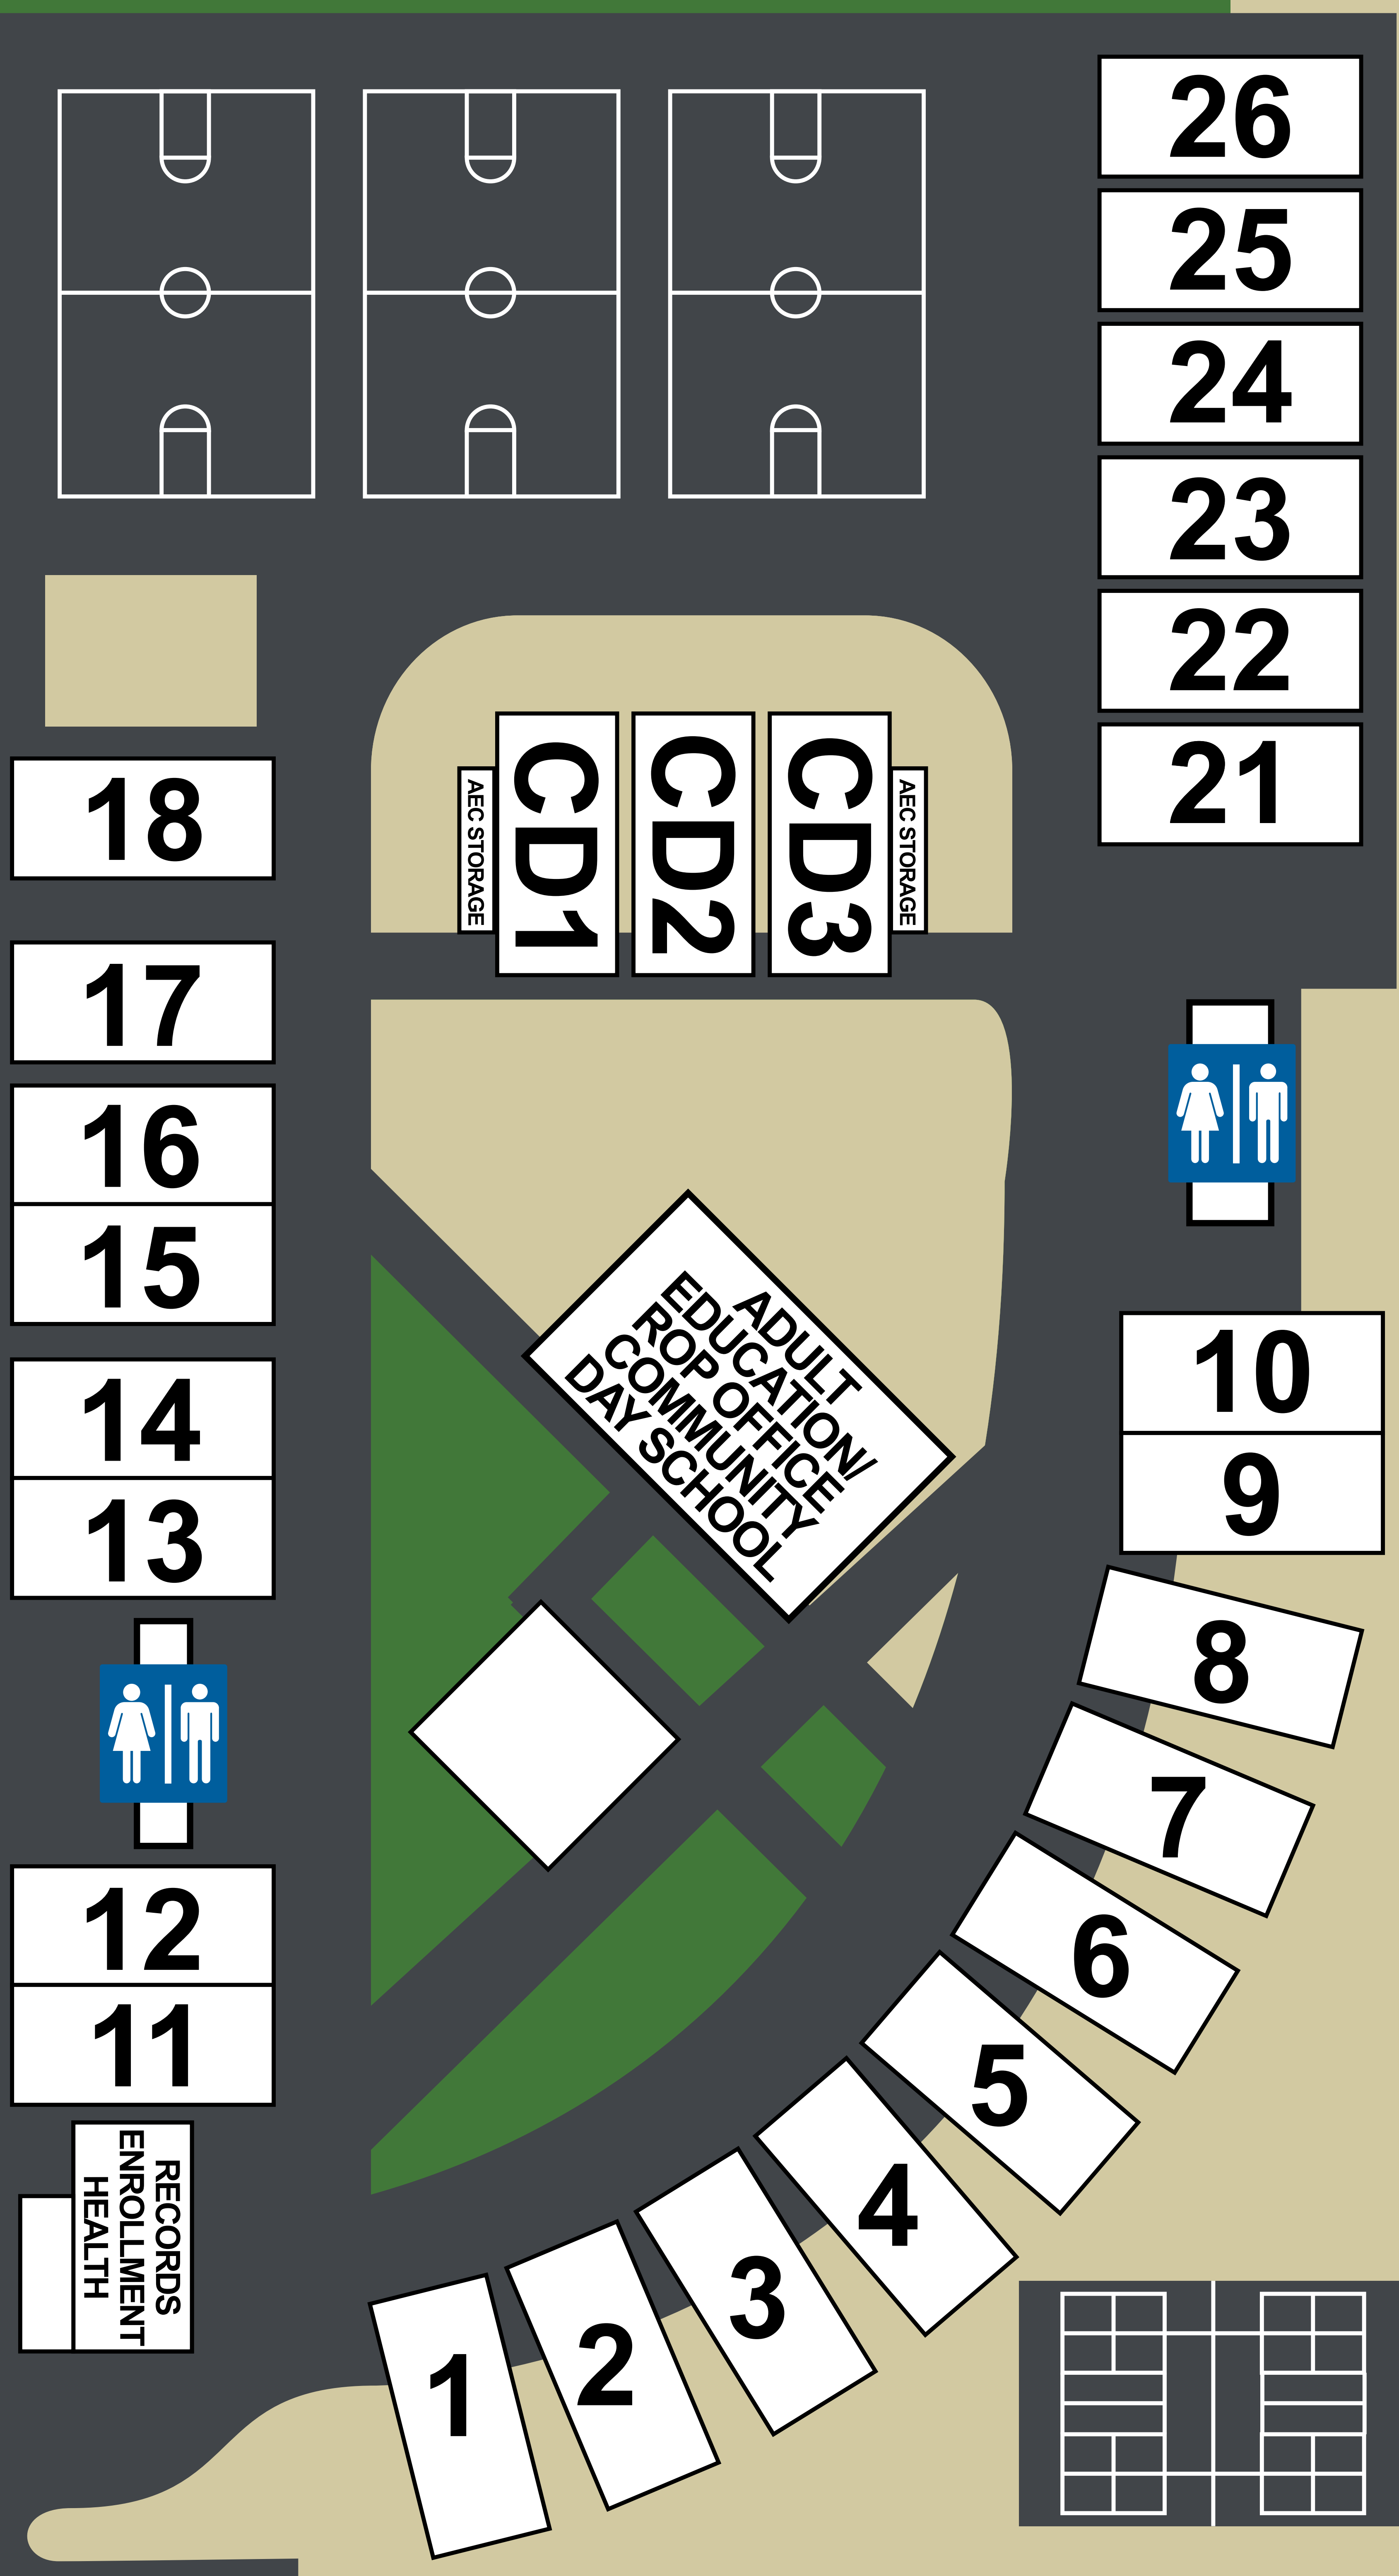 26
25
24
23
22
21
18
17
16
15
14
13
12
11
AEC STORAGE
CD1
CD2
CD3
AEC STORAGE
ADULT
EDUCATION/
ROP OFFICE
COMMUNITY
DAY SCHOOL
10
9
8
7
6
5
4
3
2
1
RECORDS
ENROLLMENT
HEALTH